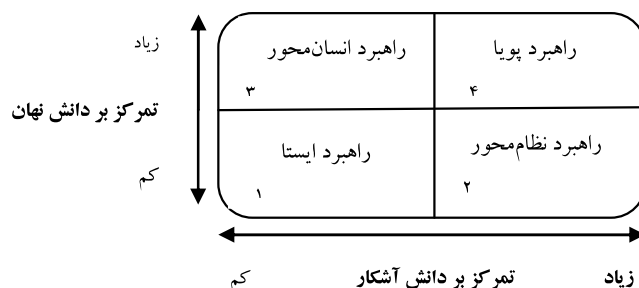 زیاد
راهبرد پویا
راهبرد انسان‌محور
۴
۳
تمرکز بر دانش نهان
راهبرد نظام‌محور
راهبرد ایستا
کم
۲
۱
زیاد تمرکز بر دانش آشکار کم